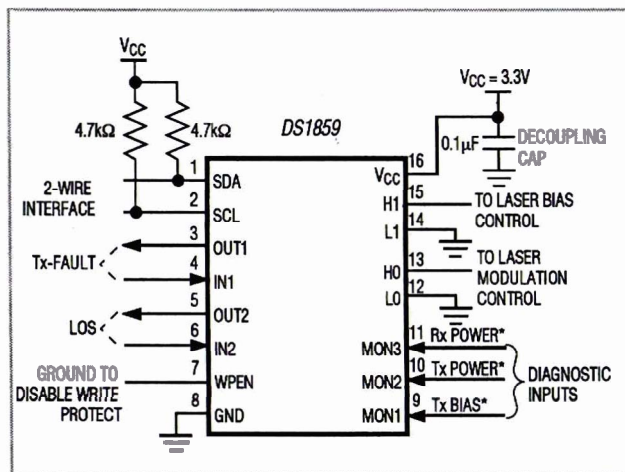 VCC
4.7kΩ
4.7kΩ
DS1859
VCC = 3.3V
0.1µF
DECOUPLING
CAP
2-WIRE
INTERFACE
1
SDA
2
SCL
Tx-FAULT
3
OUT1
4
IN1
LOS
5
OUT2
6
IN2
GROUND TO
DISABLE WRITE
PROTECT
7
WPEN
8
GND
16
VCC
15
H1
TO LASER BIAS
CONTROL
14
L1
13
H0
TO LASER
MODULATION
CONTROL
12
L0
11
MON3
Rx POWER*
10
MON2
Tx POWER*
9
MON1
Tx BIAS*
DIAGNOSTIC
INPUTS